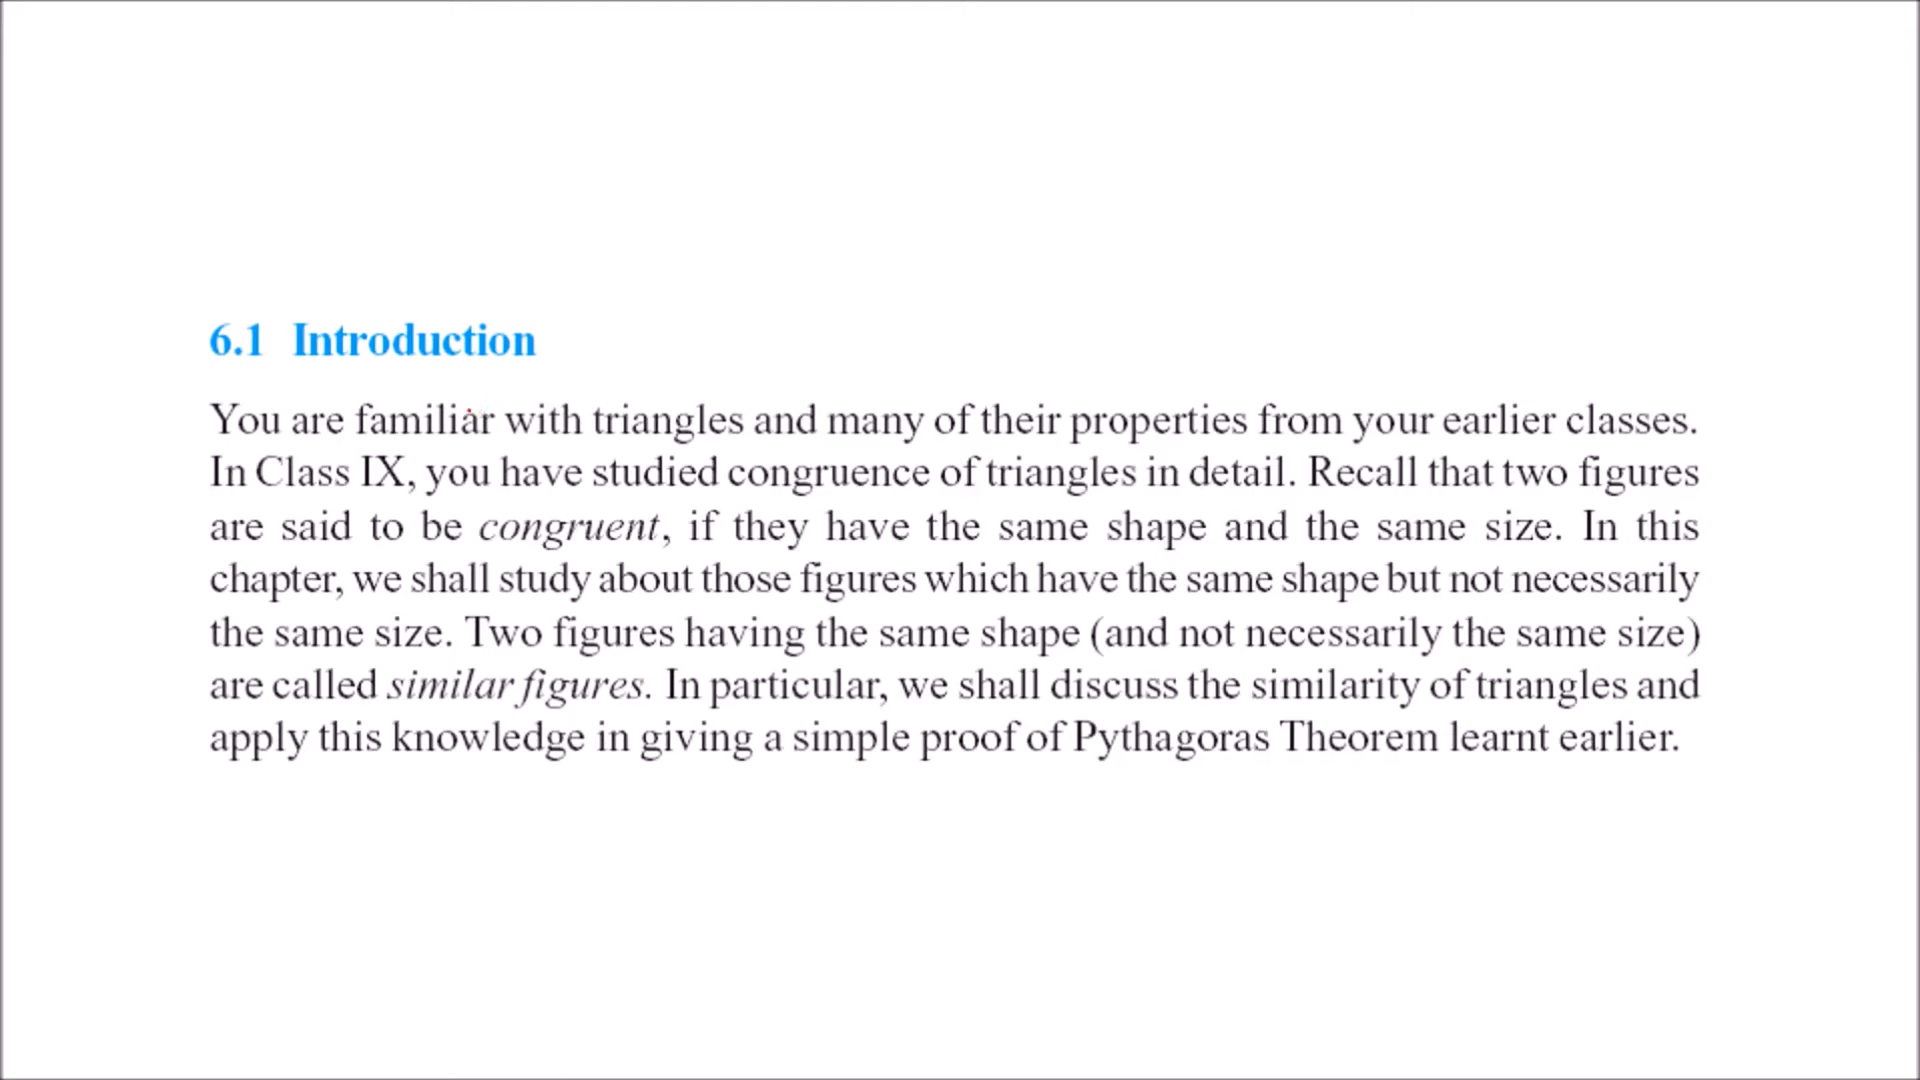 6.1 Introduction
You are familiar with triangles and many of their properties from your earlier classes.
In Class IX, you have studied congruence of triangles in detail. Recall that two figures
are said to be congruent, if they have the same shape and the same size. In this
chapter, we shall study about those figures which have the same shape but not necessarily
the same size. Two figures having the same shape (and not necessarily the same size)
are called similar figures. In particular, we shall discuss the similarity of triangles and
apply this knowledge in giving a simple proof of Pythagoras Theorem learnt earlier.